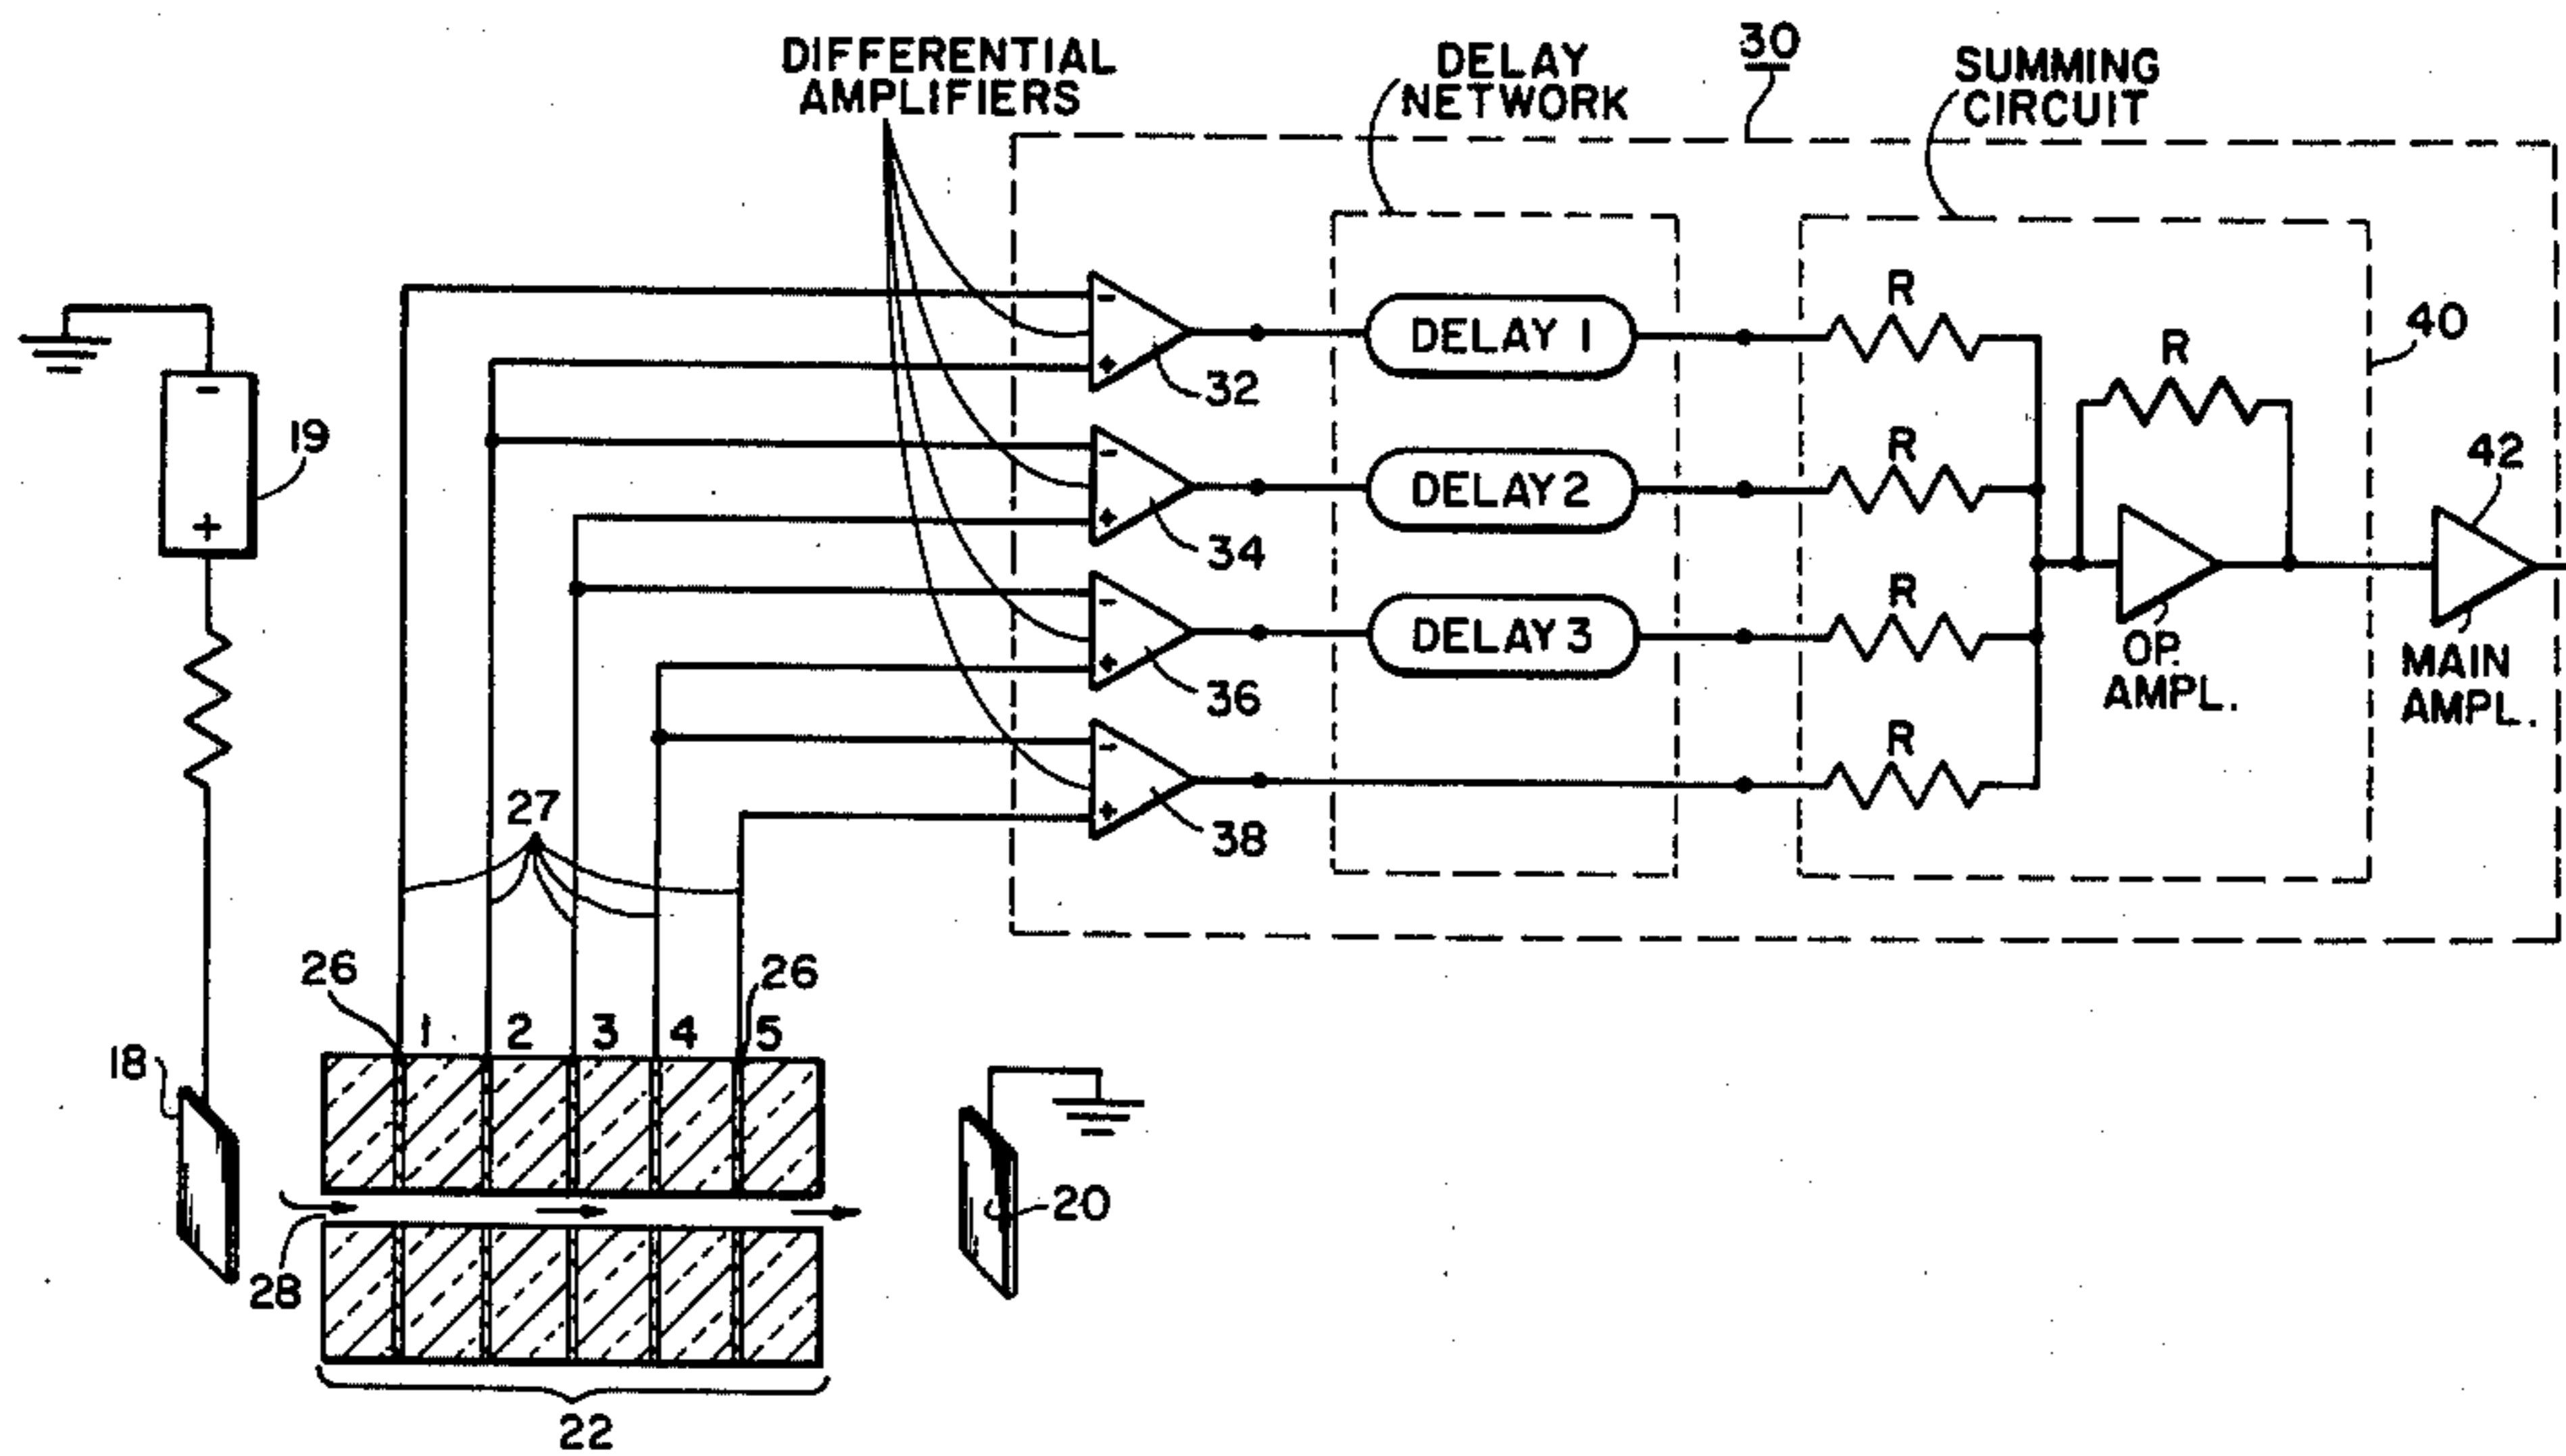 DIFFERENTIAL
AMPLIFIERS
DELAY
NETWORK
30
SUMMING
CIRCUIT
-
+
32
DELAY 1
R
40
R
-
19
+
-
+
34
DELAY 2
R
42
-
+
36
DELAY 3
R
OP.
AMPL.
MAIN
AMPL.
-
+
38
R
27
26
1
2
3
4
5
26
18
28
20
22